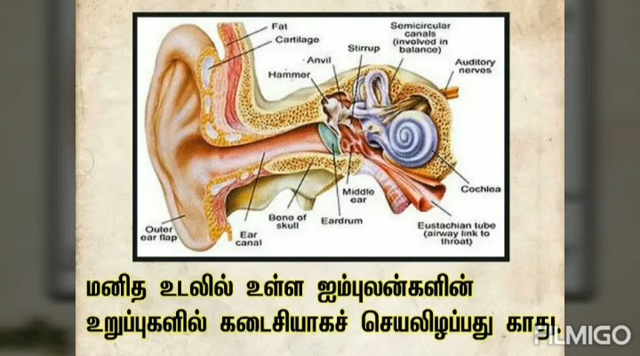 Fat
Cartilage
Semicircular
canals
(involved in
balance)
Stirrup
Anvil
Hammer
Auditory
nerves
Cochlea
Middle
ear
Eustachian tube
(airway link to
throat)
Eardrum
Bone of
skull
Ear
canal
Outer
ear flap
மனித உடலில் உள்ள ஐம்புலன்களின்
உறுப்புகளில் கடைசியாகச் செயலிழப்பது காது.
FILMIGO